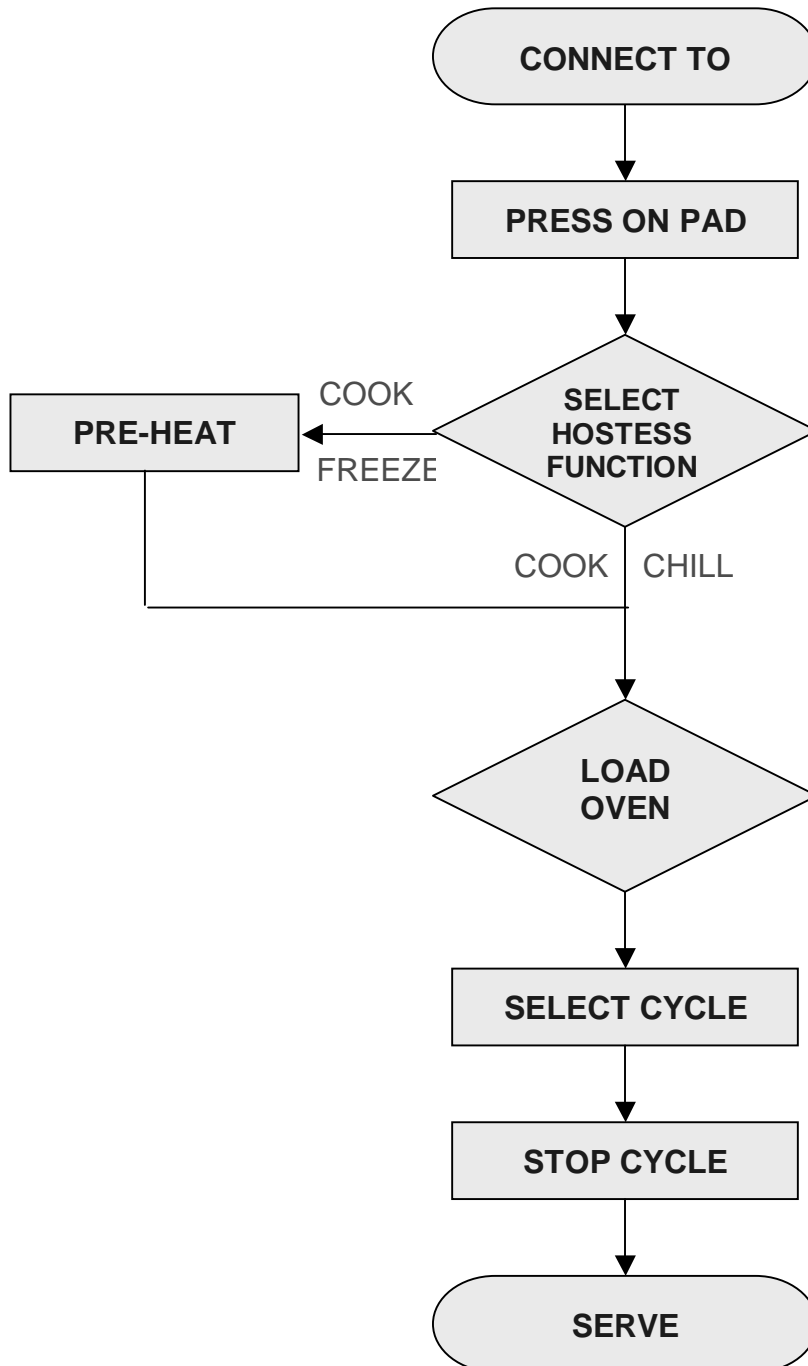 CONNECT TO
PRESS ON PAD
SELECT
HOSTESS
FUNCTION
COOK
PRE-HEAT
FREEZE
COOK CHILL
LOAD
OVEN
SELECT CYCLE
STOP CYCLE
SERVE